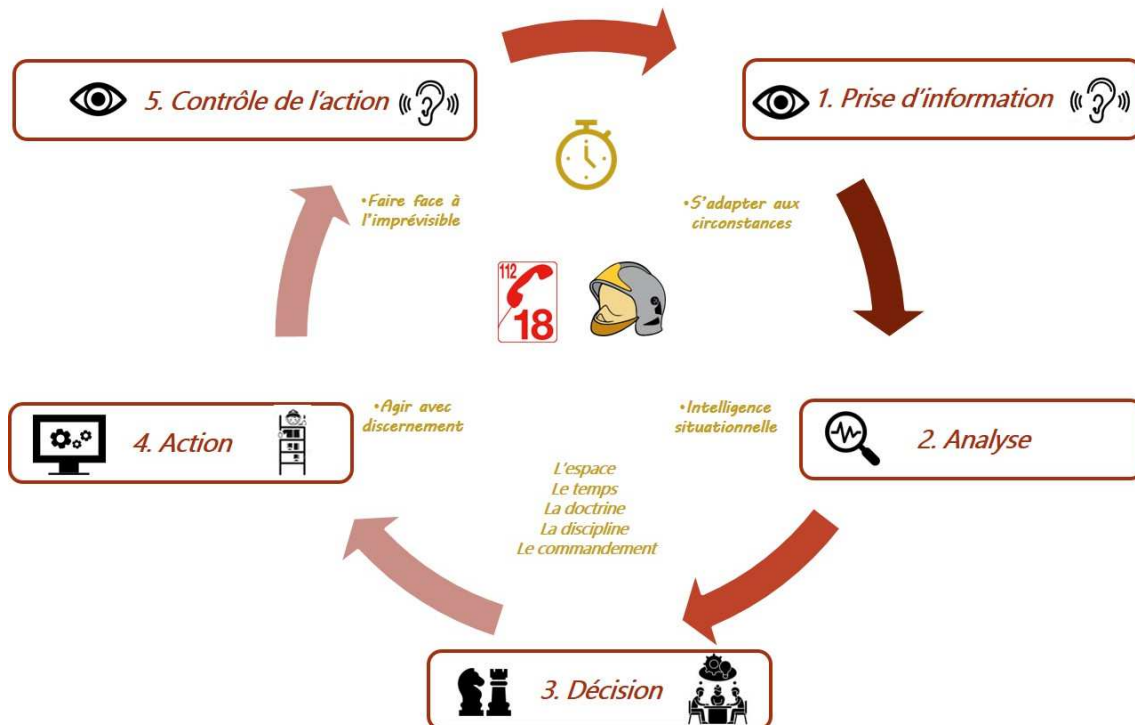 5. Contrôle de l'action
1. Prise d'information
•Faire face à
l'imprévisible
•S'adapter aux
circonstances
112
18
4. Action
•Agir avec
discernement
•Intelligence
situationnelle
2. Analyse
L'espace
Le temps
La doctrine
La discipline
Le commandement
3. Décision